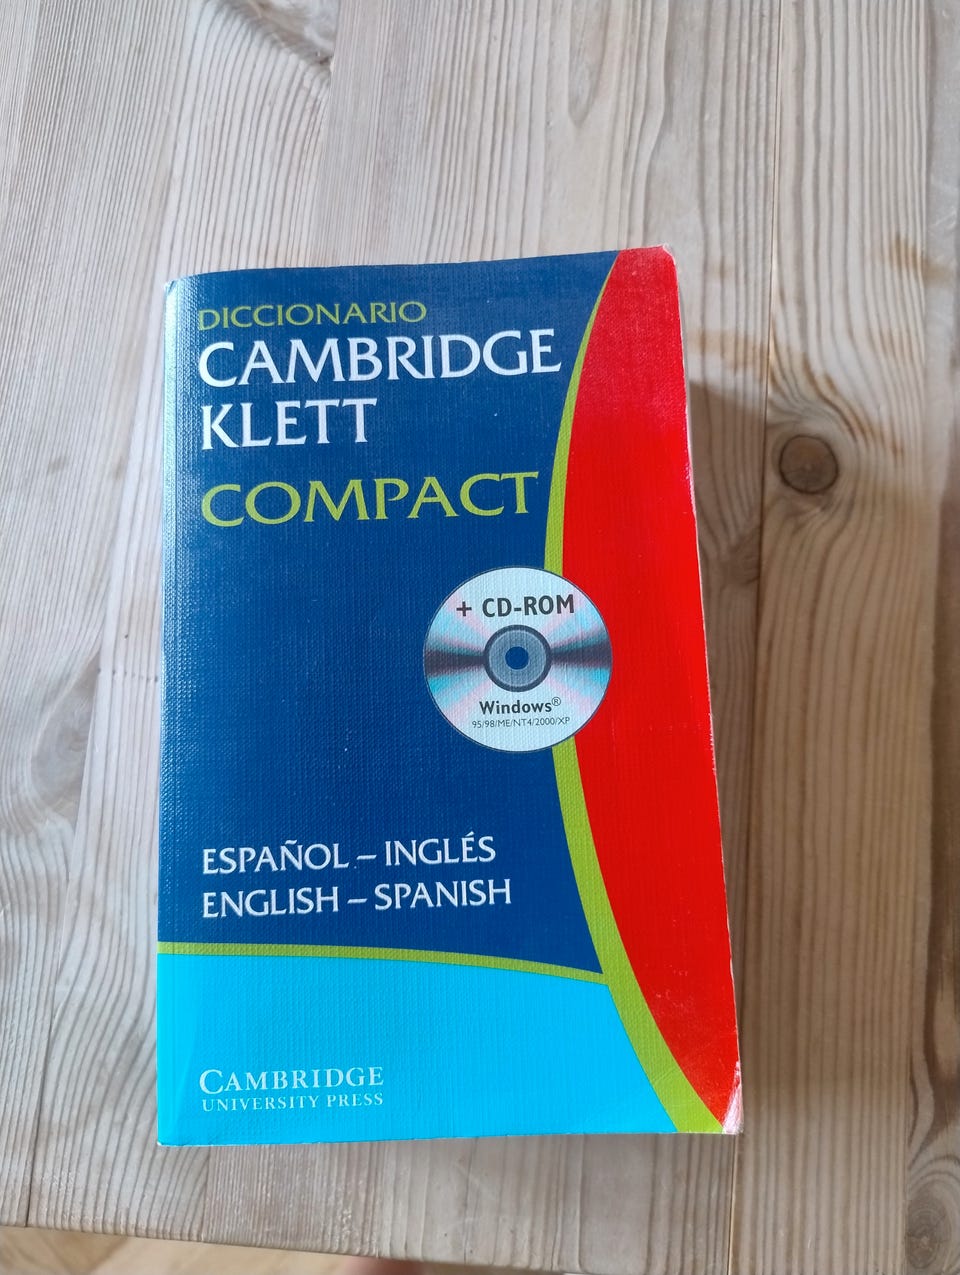 DICCIONARIO
CAMBRIDGE
KLETT
COMPACT
+ CD-ROM
Windows®
95/98/ME/NT4/2000/XP
ESPAÑOL – INGLÉS
ENGLISH – SPANISH
CAMBRIDGE
UNIVERSITY PRESS